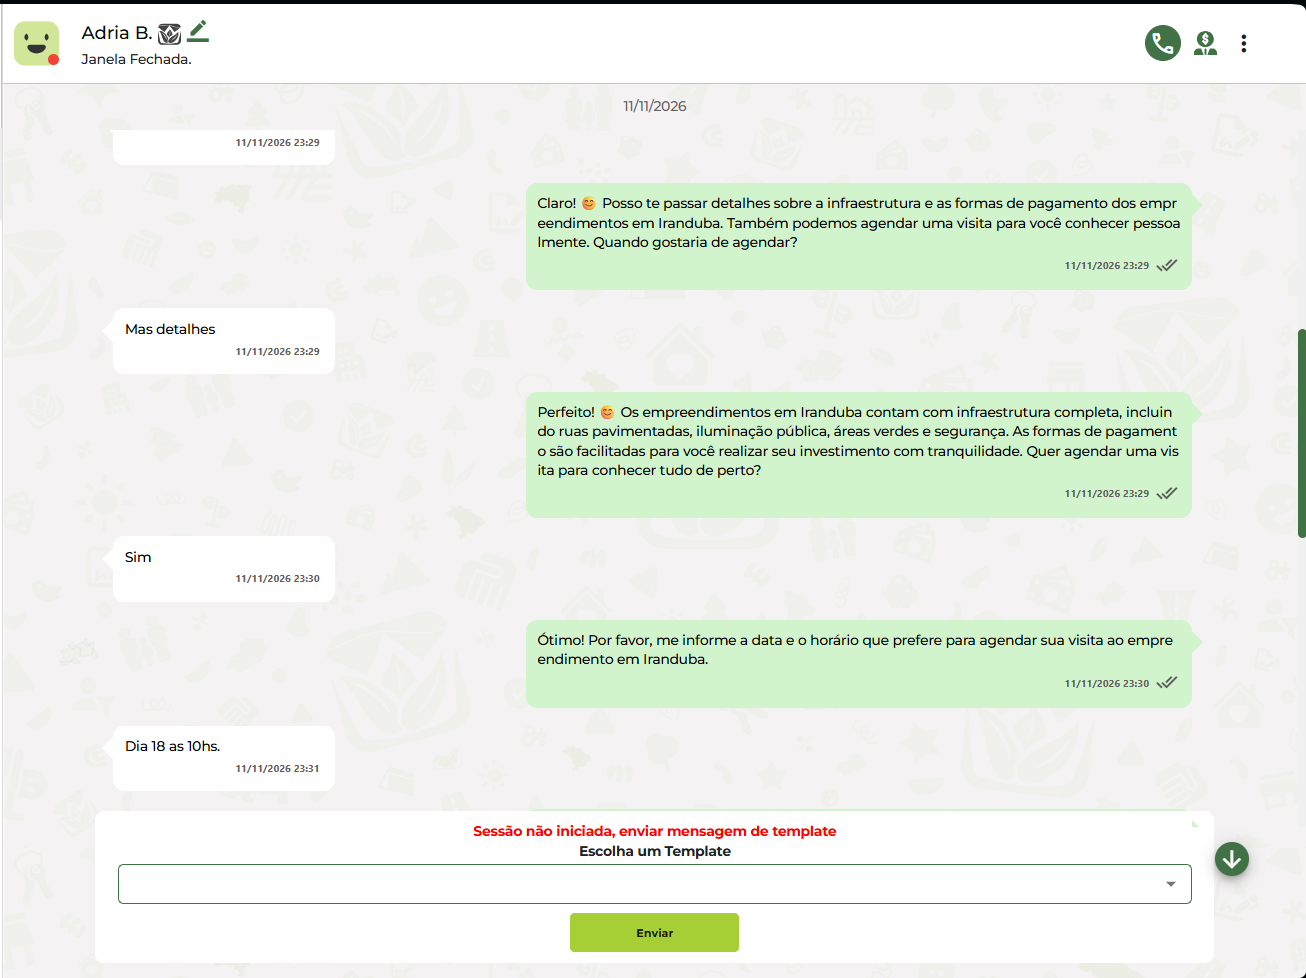 Adria B.
Janela Fechada.
11/11/2026
11/11/2026 23:29
Claro! 😊 Posso te passar detalhes sobre a infraestrutura e as formas de pagamento dos empr
eendimentos em Iranduba. Também podemos agendar uma visita para você conhecer pessoa
lmente. Quando gostaria de agendar?
11/11/2026 23:29
Mas detalhes
11/11/2026 23:29
Perfeito! 😊 Os empreendimentos em Iranduba contam com infraestrutura completa, incluin
do ruas pavimentadas, iluminação pública, áreas verdes e segurança. As formas de pagament
o são facilitadas para você realizar seu investimento com tranquilidade. Quer agendar uma vis
ita para conhecer tudo de perto?
11/11/2026 23:29
Sim
11/11/2026 23:30
Ótimo! Por favor, me informe a data e o horário que prefere para agendar sua visita ao empre
endimento em Iranduba.
11/11/2026 23:30
Dia 18 as 10hs.
11/11/2026 23:31
Sessão não iniciada, enviar mensagem de template
Escolha um Template
Enviar